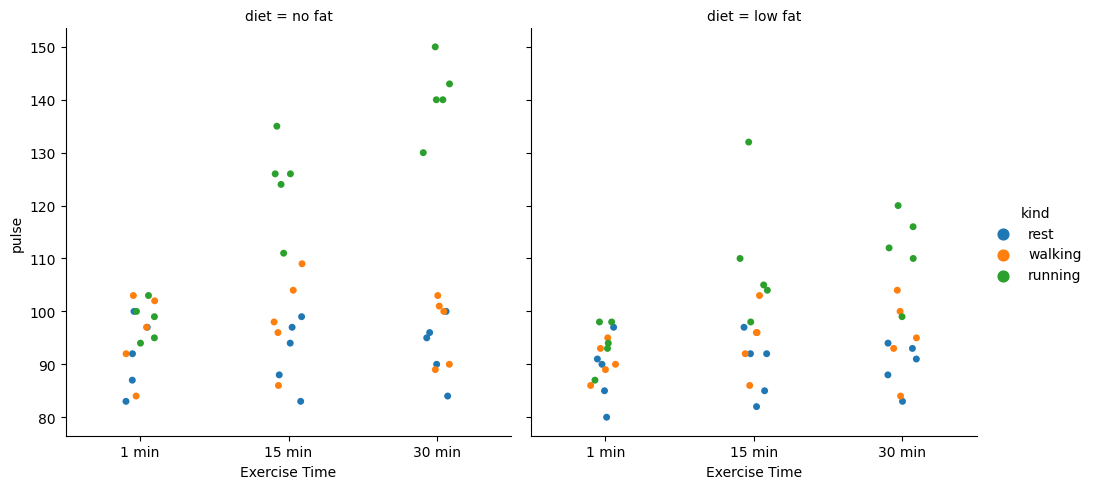 diet = no fat
diet = low fat
150
140
130
120
110
100
90
80
pulse
1 min
15 min
30 min
Exercise Time
1 min
15 min
30 min
Exercise Time
kind
rest
walking
running